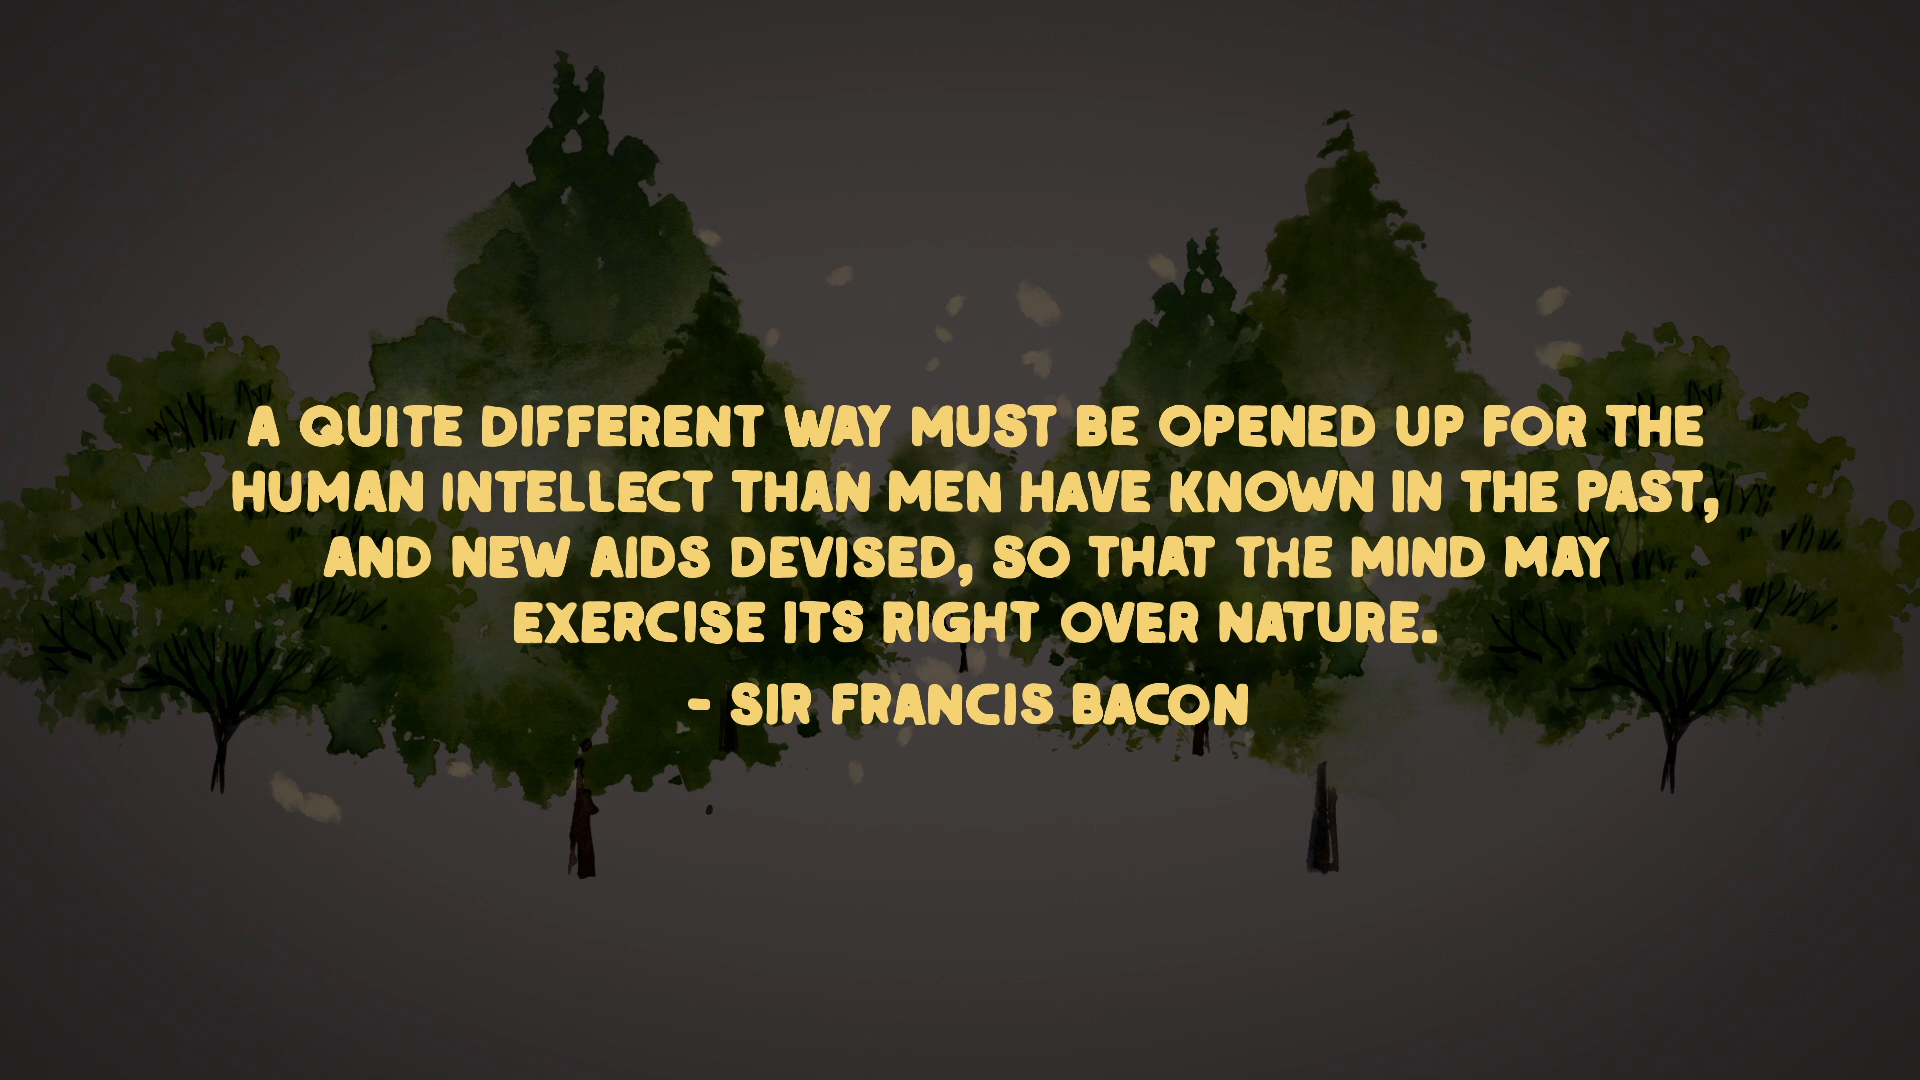 A QUITE DIFFERENT WAY MUST BE OPENED UP FOR THE
HUMAN INTELLECT THAN MEN HAVE KNOWN IN THE PAST,
AND NEW AIDS DEVISED, SO THAT THE MIND MAY
EXERCISE ITS RIGHT OVER NATURE.
- SIR FRANCIS BACON